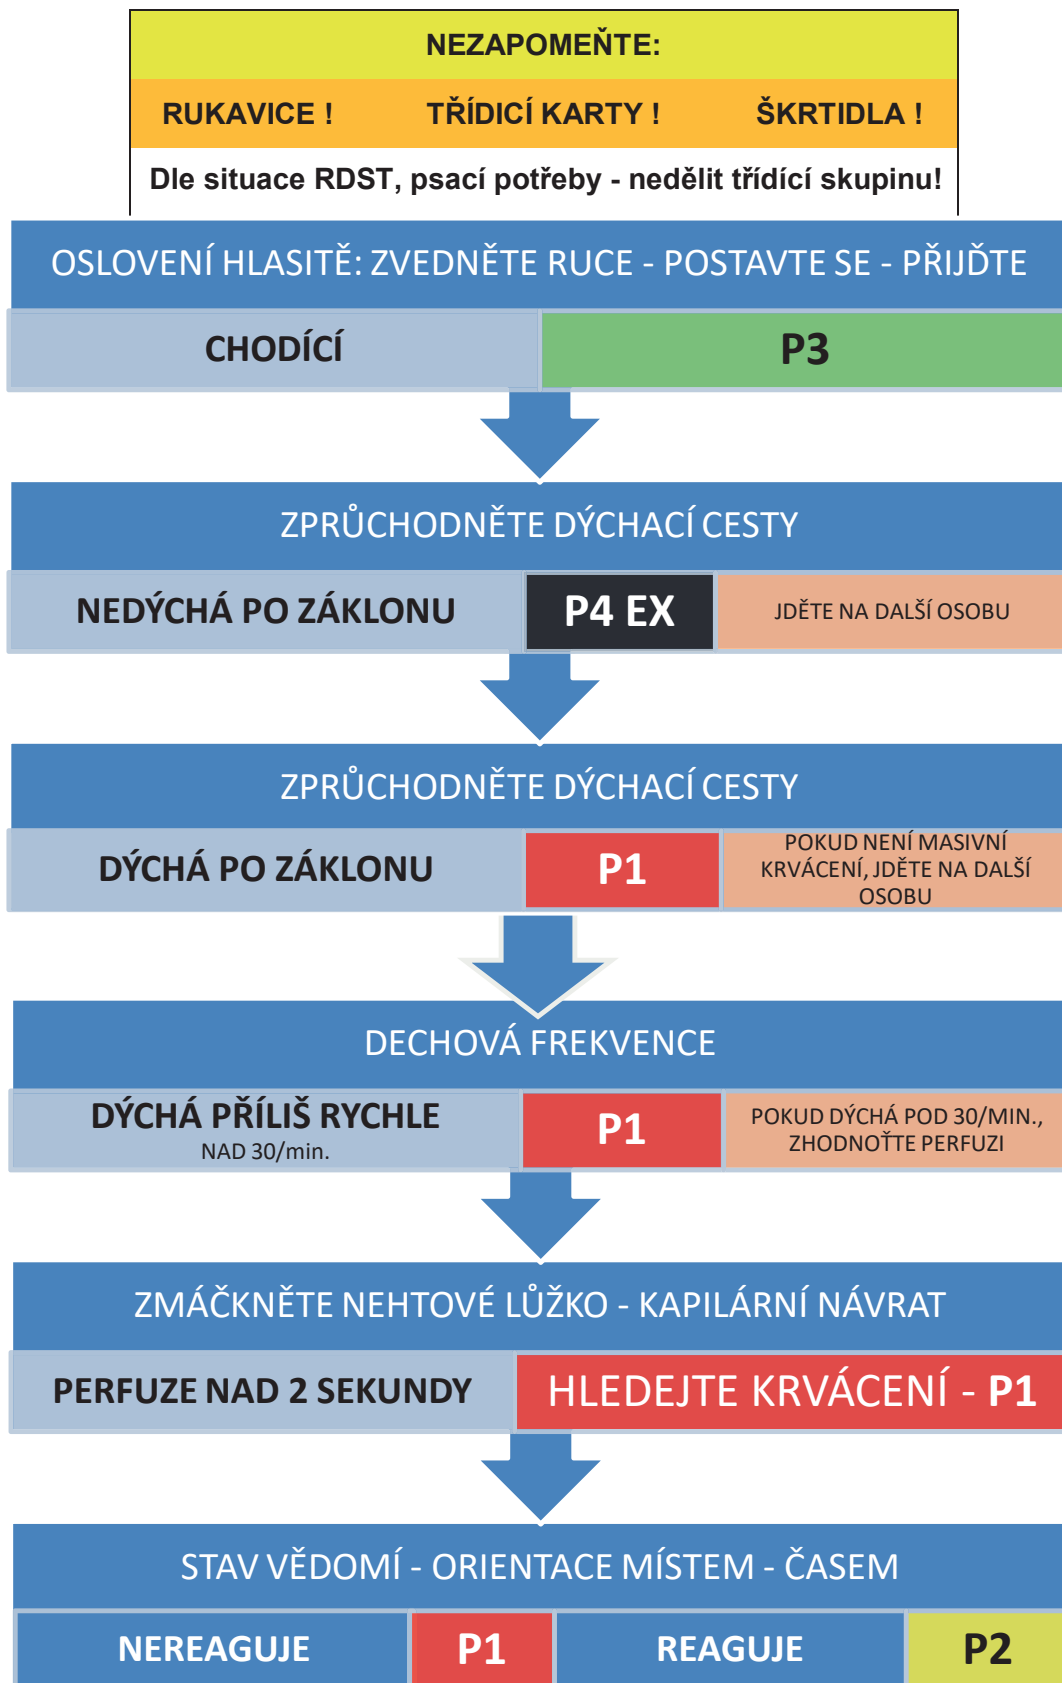 NEZAPOMEŇTE:
RUKAVICE ! TŘÍDICÍ KARTY ! ŠKRTIDLA !
Dle situace RDST, psací potřeby - nedělit třídící skupinu!
OSLOVENÍ HLASITĚ: ZVEDNĚTE RUCE - POSTAVTE SE - PŘIJĎTE
CHODÍCÍ P3
ZPRŮCHODNĚTE DÝCHACÍ CESTY
NEDÝCHÁ PO ZÁKLONU P4 EX JDĚTE NA DALŠÍ OSOBU
ZPRŮCHODNĚTE DÝCHACÍ CESTY
DÝCHÁ PO ZÁKLONU P1
POKUD NENÍ MASIVNÍ
KRVÁCENÍ, JDĚTE NA DALŠÍ
OSOBU
DECHOVÁ FREKVENCE
DÝCHÁ PŘÍLIŠ RYCHLE
NAD 30/min.
P1
POKUD DÝCHÁ POD 30/MIN.,
ZHODNOŤTE PERFUZI
ZMÁČKNĚTE NEHTOVÉ LŮŽKO - KAPILÁRNÍ NÁVRAT
PERFUZE NAD 2 SEKUNDY HLEDEJTE KRVÁCENÍ - P1
STAV VĚDOMÍ - ORIENTACE MÍSTEM - ČASEM
NEREAGUJE P1 REAGUJE P2